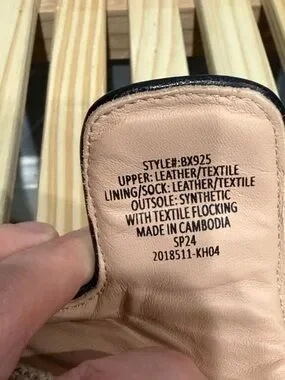 STYLE#:BX925
UPPER: LEATHER/TEXTILE
LINING/SOCK: LEATHER/TEXTILE
OUTSOLE: SYNTHETIC
WITH TEXTILE FLOCKING
MADE IN CAMBODIA
SP24
2018511-KH04